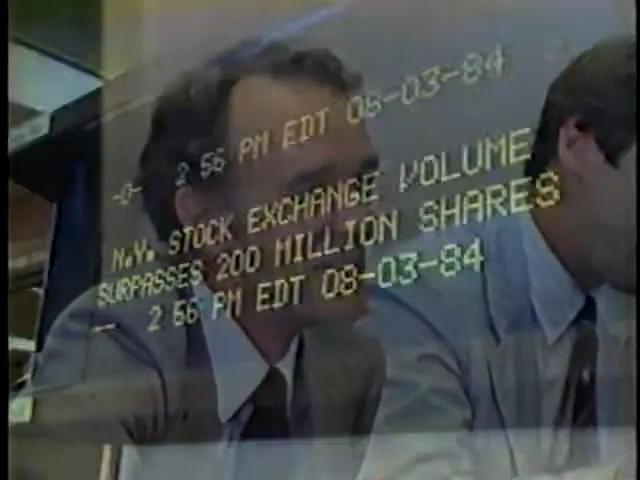 -0- 2 56 PM EDT 08-03-84
N.Y. STOCK EXCHANGE VOLUME
SURPASSES 200 MILLION SHARES
-- 2 56 PM EDT 08-03-84